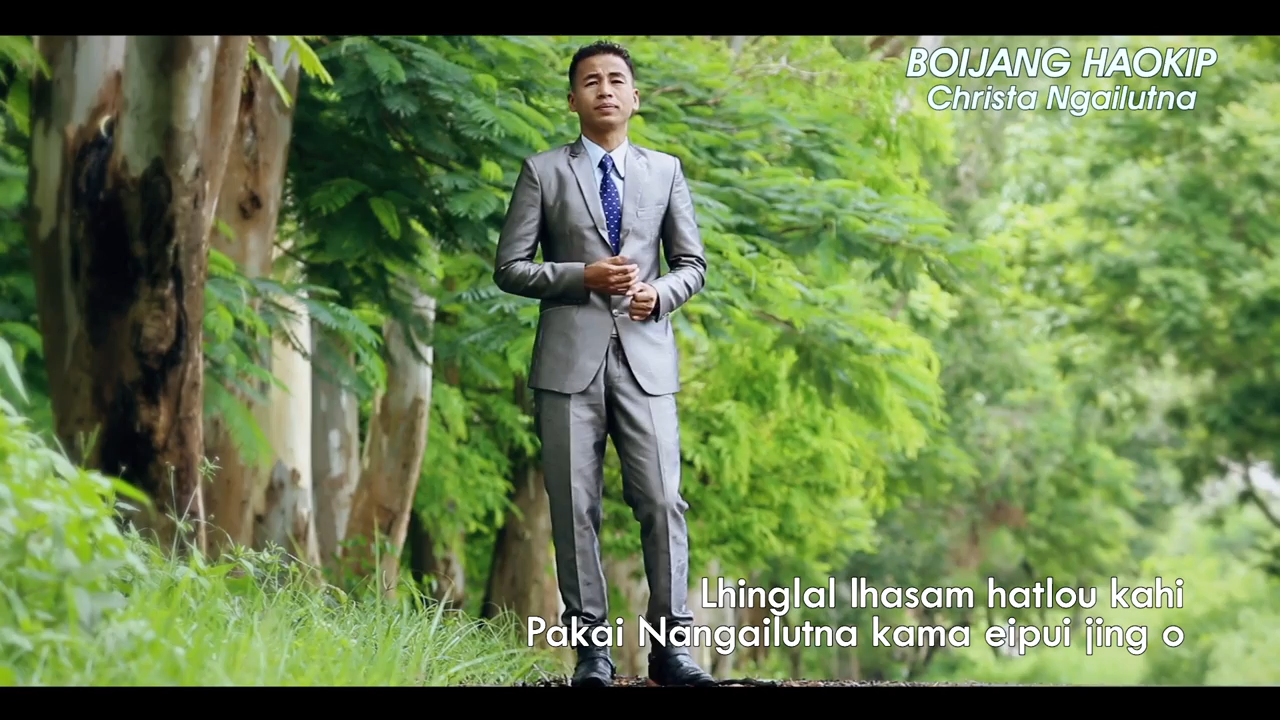 BOIJANG HAOKIP
Christa Ngailutna
Lhinglal lhasam hatlou kahi
Pakai Nangailutna kama eipui jing o